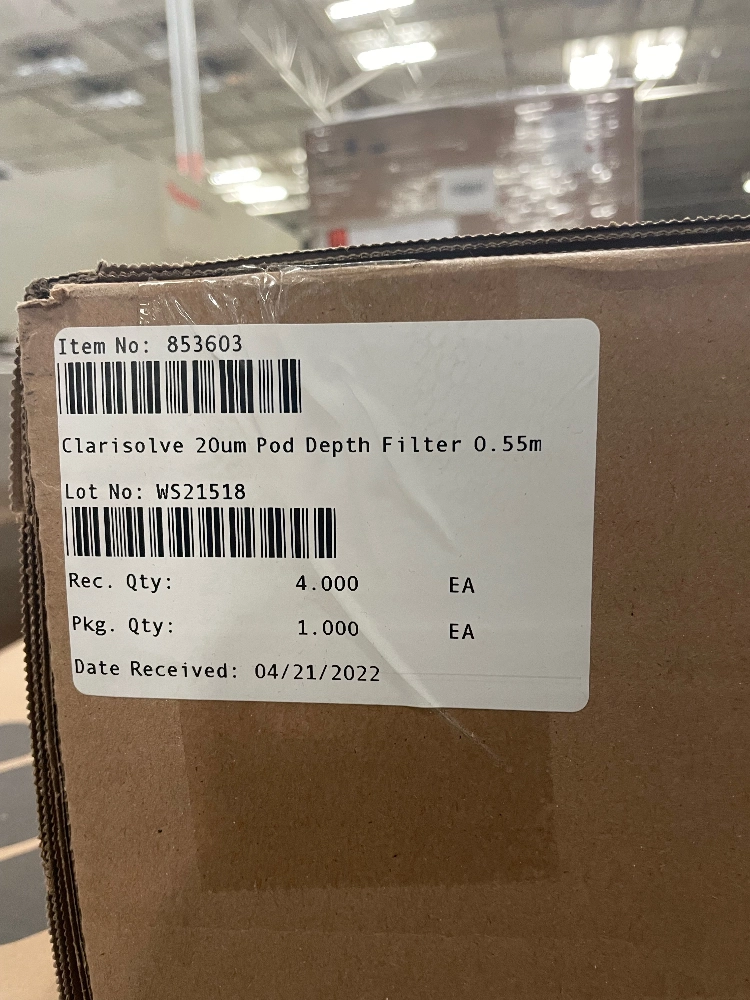 Item No: 853603
Clarisolve 20um Pod Depth Filter 0.55m
Lot No: WS21518
Rec. Qty: 4.000 EA
Pkg. Qty: 1.000 EA
Date Received: 04/21/2022